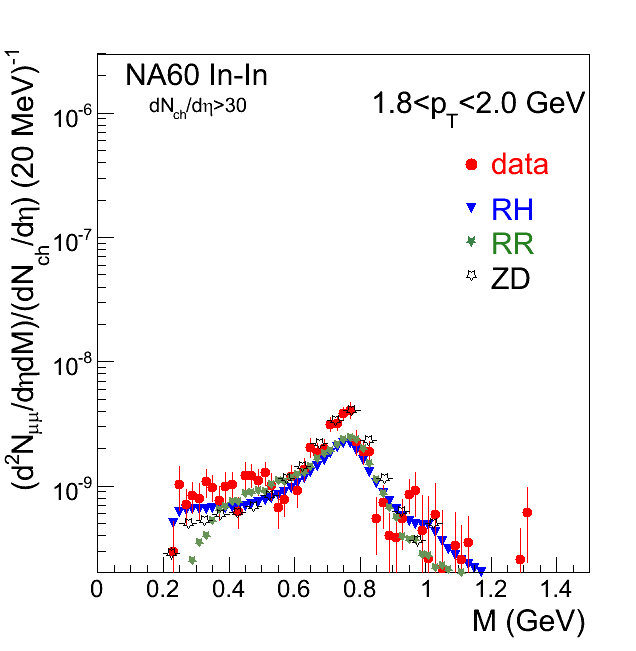 NA60 In-In
dN_ch/dη>30
1.8<p_T<2.0 GeV
data
RH
RR
ZD
(d²N_μμ/dηdM)/(dN_ch/dη) (20 MeV)⁻¹
10⁻⁶
10⁻⁷
10⁻⁸
10⁻⁹
0 0.2 0.4 0.6 0.8 1 1.2 1.4
M (GeV)